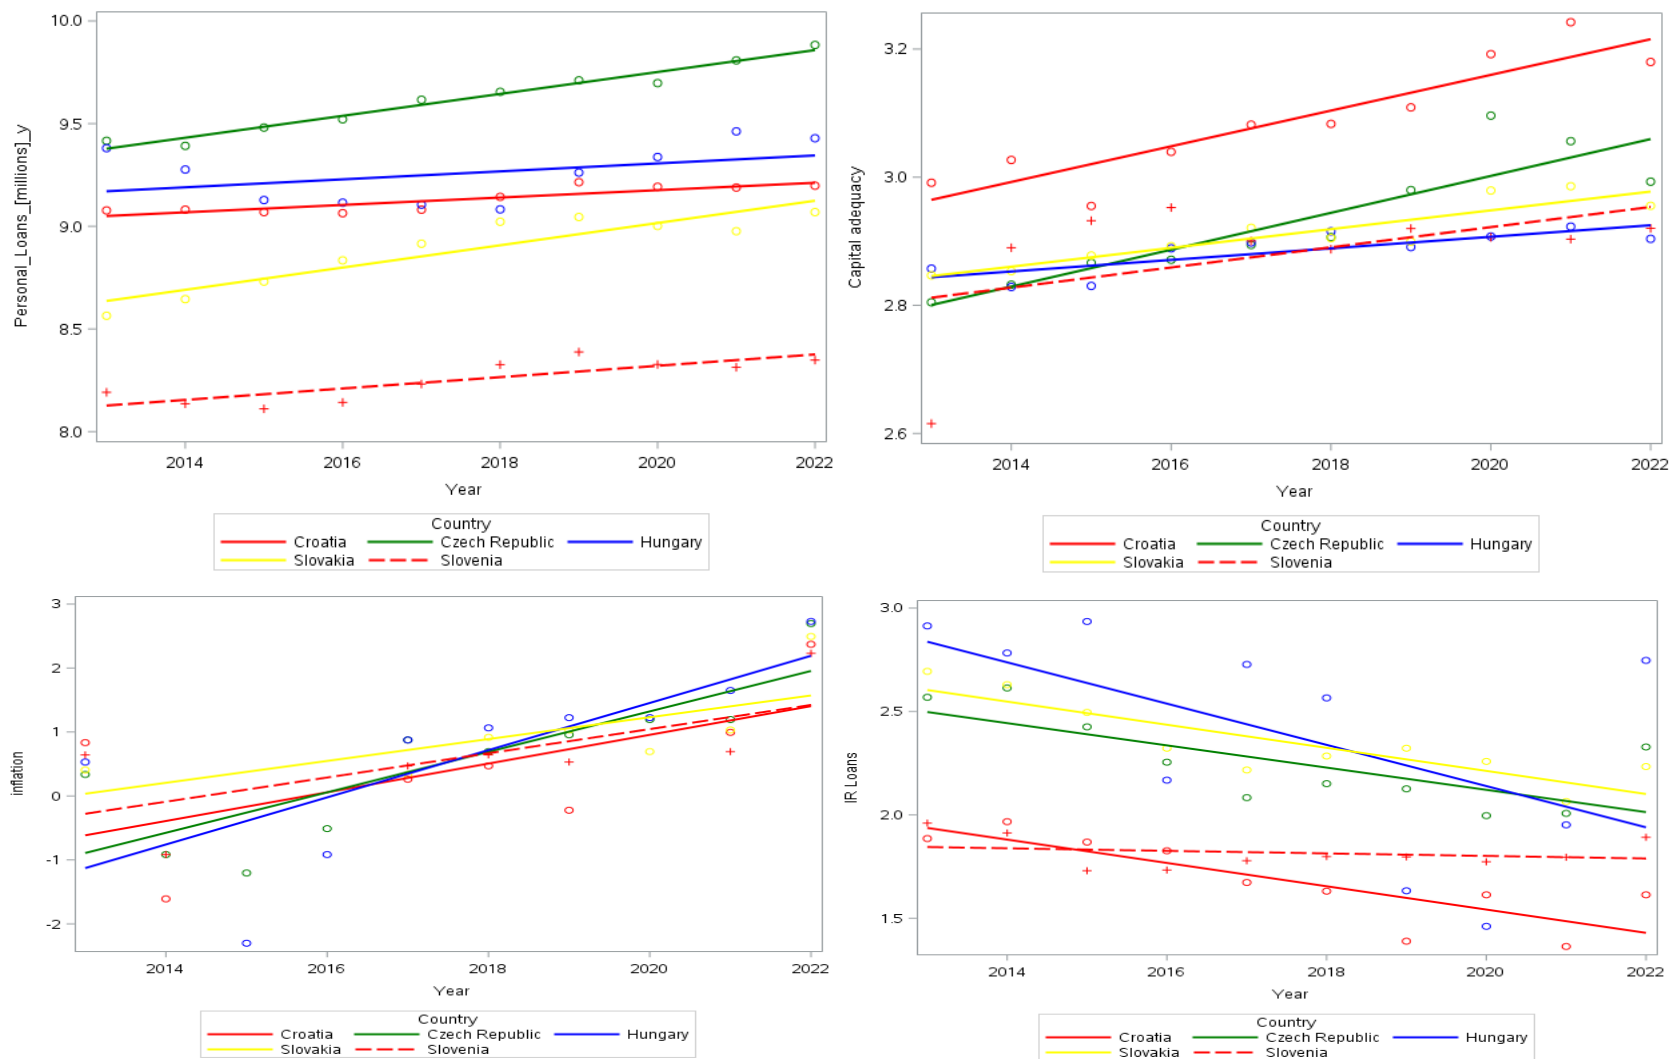 Personal_Loans_[millions]_y
10.0
9.5
9.0
8.5
8.0
2014 2016 2018 2020 2022
Year
Country
Croatia Czech Republic Hungary
Slovakia Slovenia
Capital adequacy
3.2
3.0
2.8
2.6
2014 2016 2018 2020 2022
Year
Country
Croatia Czech Republic Hungary
Slovakia Slovenia
inflation
3
2
1
0
-1
-2
2014 2016 2018 2020 2022
Year
Country
Croatia Czech Republic Hungary
Slovakia Slovenia
IR Loans
3.0
2.5
2.0
1.5
2014 2016 2018 2020 2022
Year
Country
Croatia Czech Republic Hungary
Slovakia Slovenia